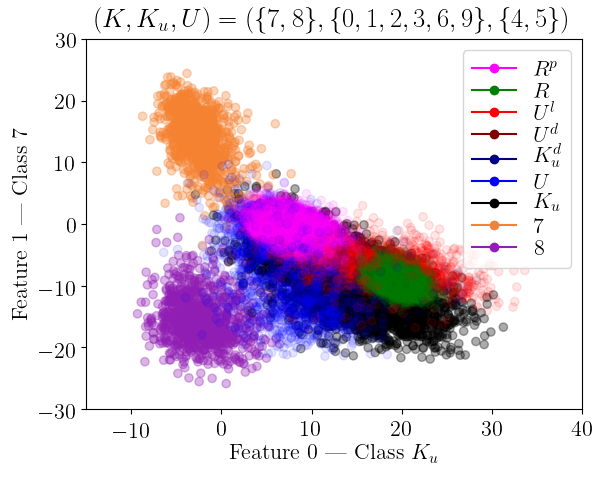 (K, K_u, U) = ({7, 8}, {0, 1, 2, 3, 6, 9}, {4, 5})
30
20
10
0
−10
−20
−30
−10
0
10
20
30
40
Feature 1 — Class 7
Feature 0 — Class K_u
R^p
R
U^l
U^d
K_u^d
U
K_u
7
8